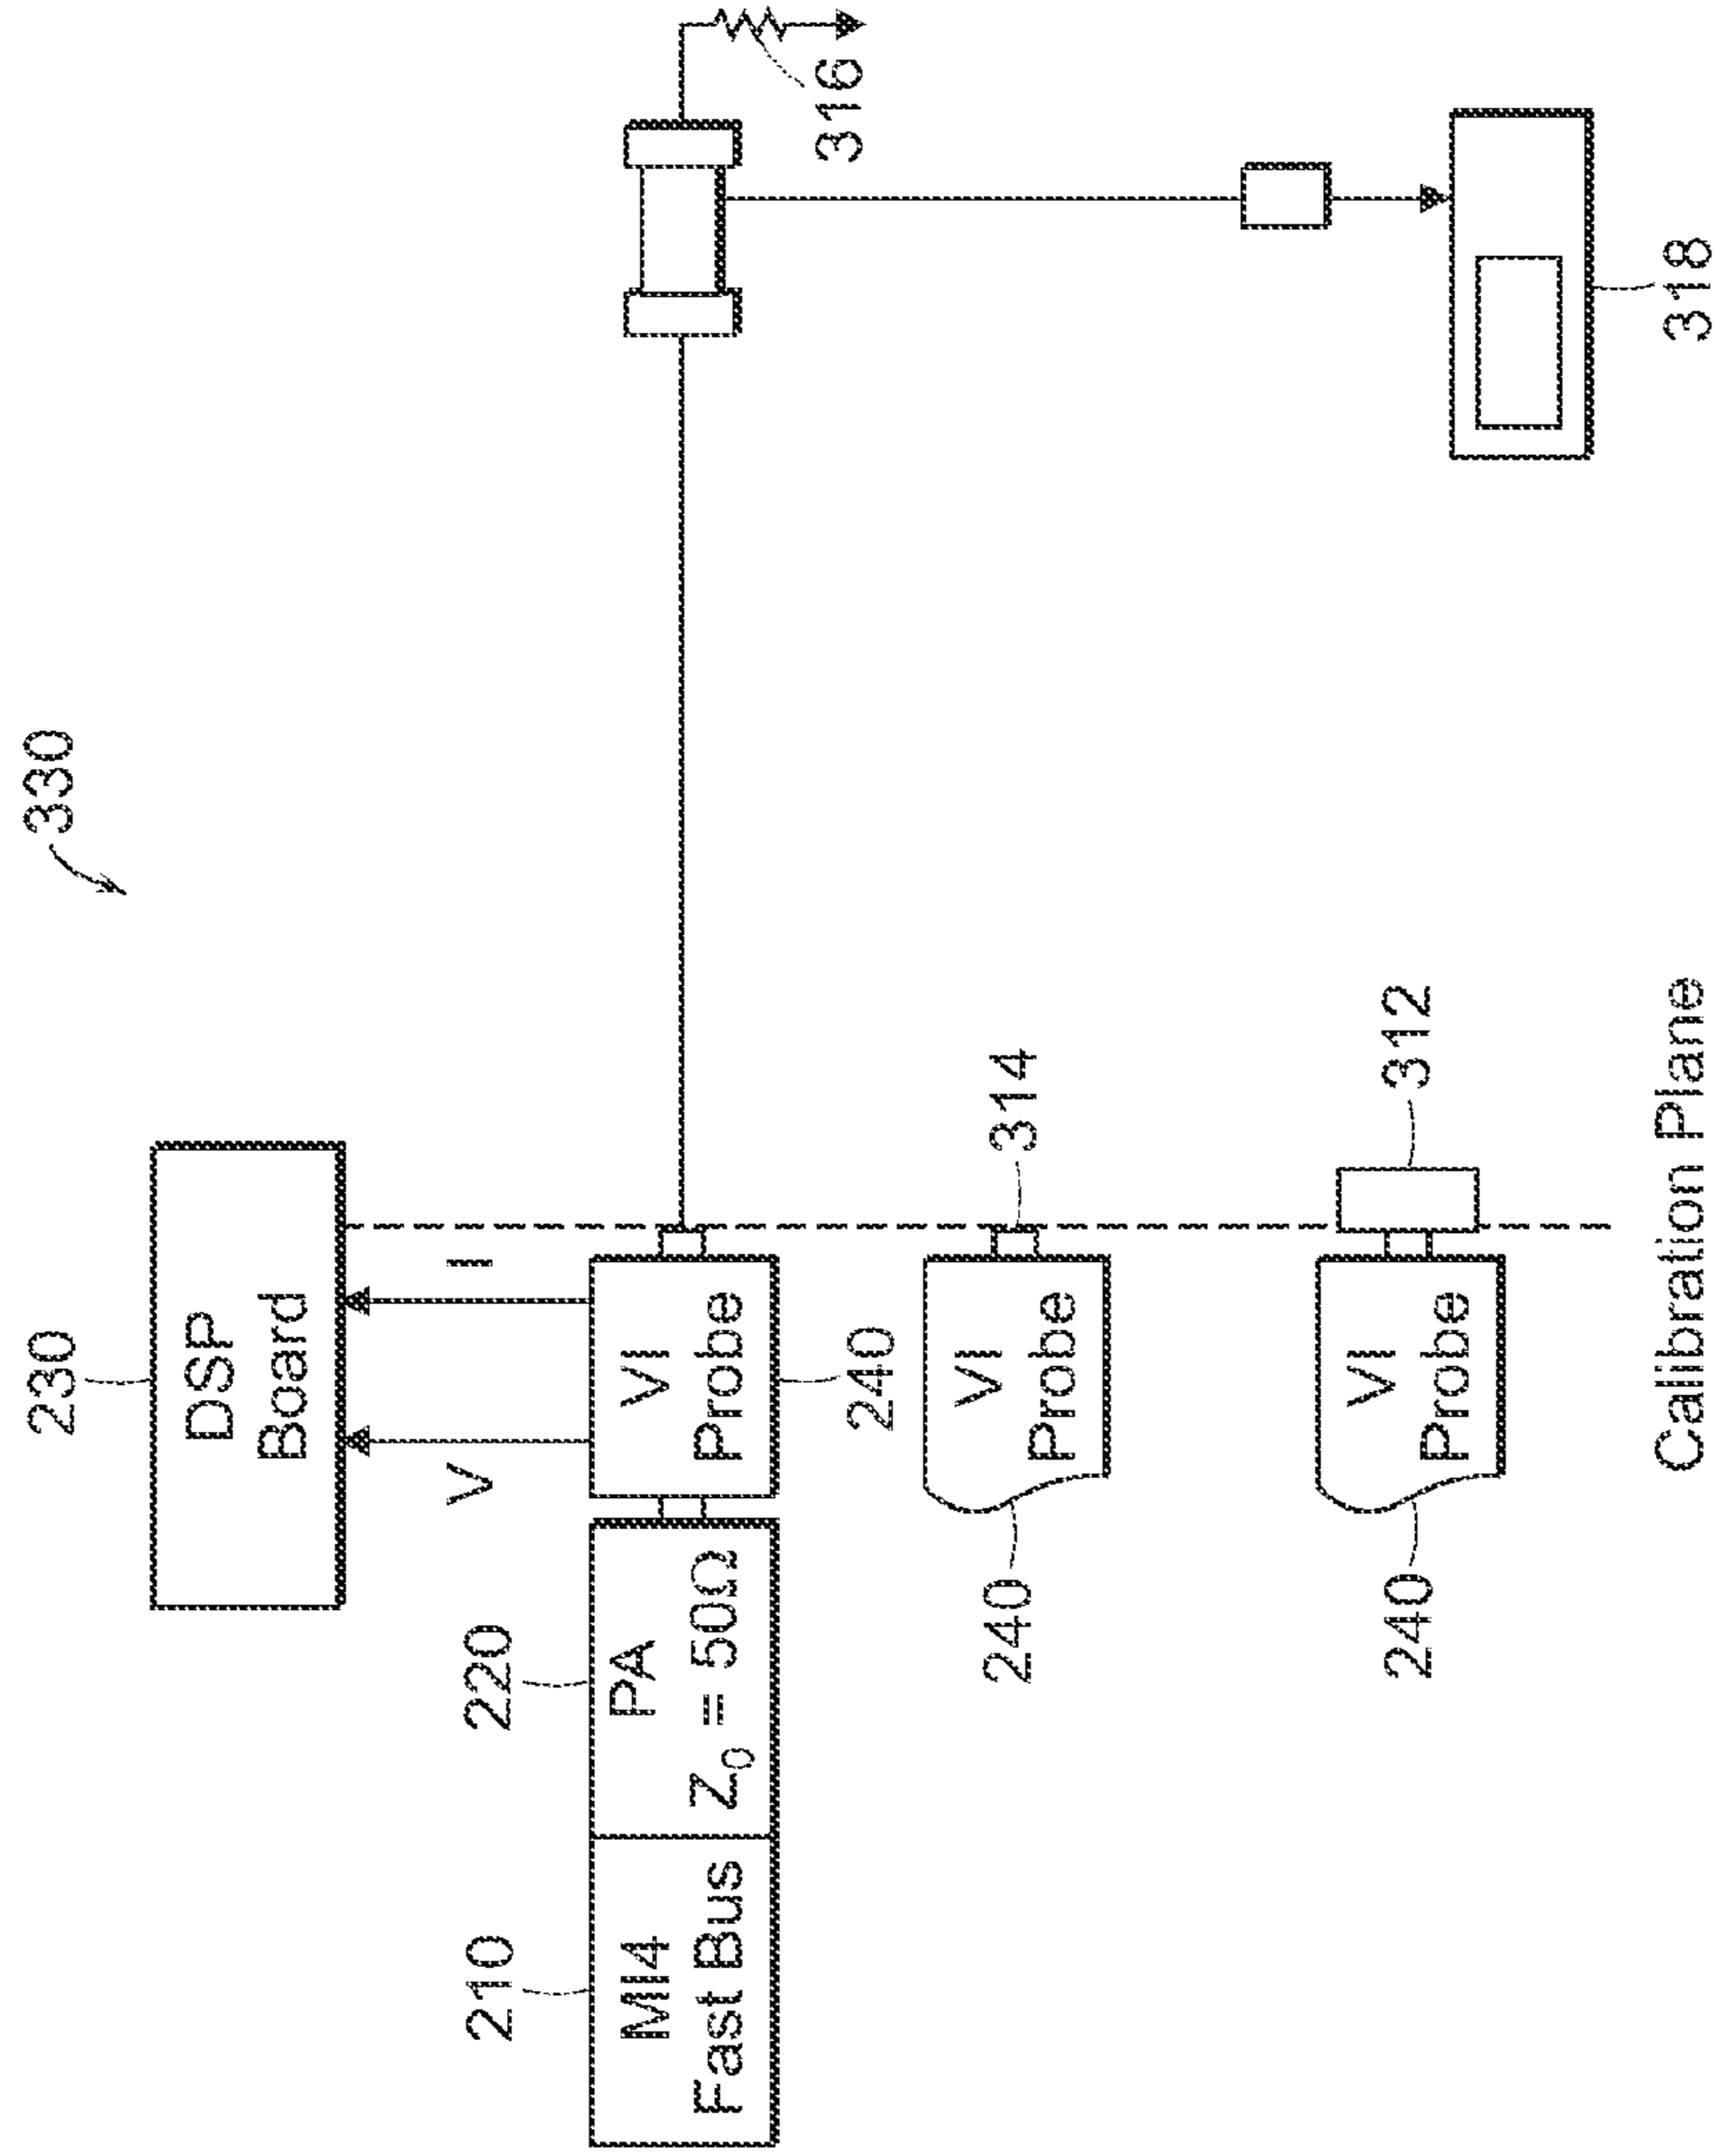 330
230
DSP
Board
V
I
210
220
MI4
Fast Bus
PA
Z₀ = 50Ω
VI
Probe
240
316
240
VI
Probe
314
240
VI
Probe
312
318
Calibration Plane